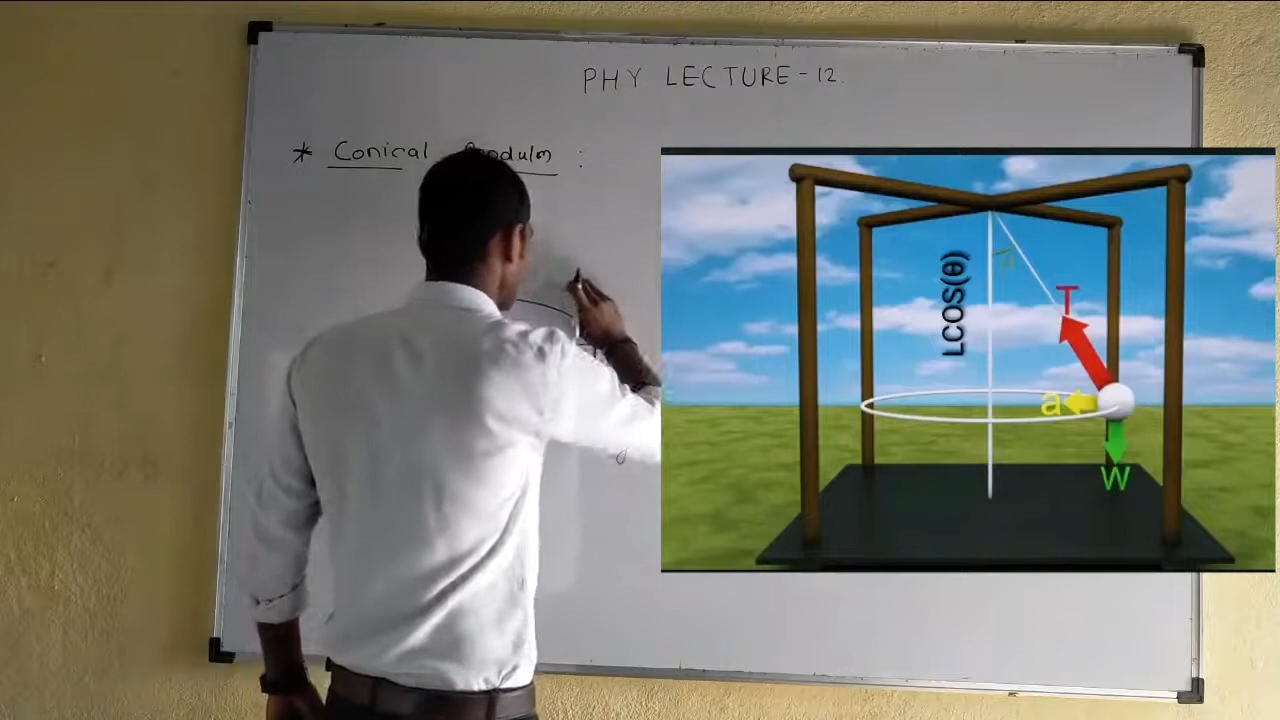 PHY LECTURE - 12.
* Conical :
LCOS(θ)
T
a
W